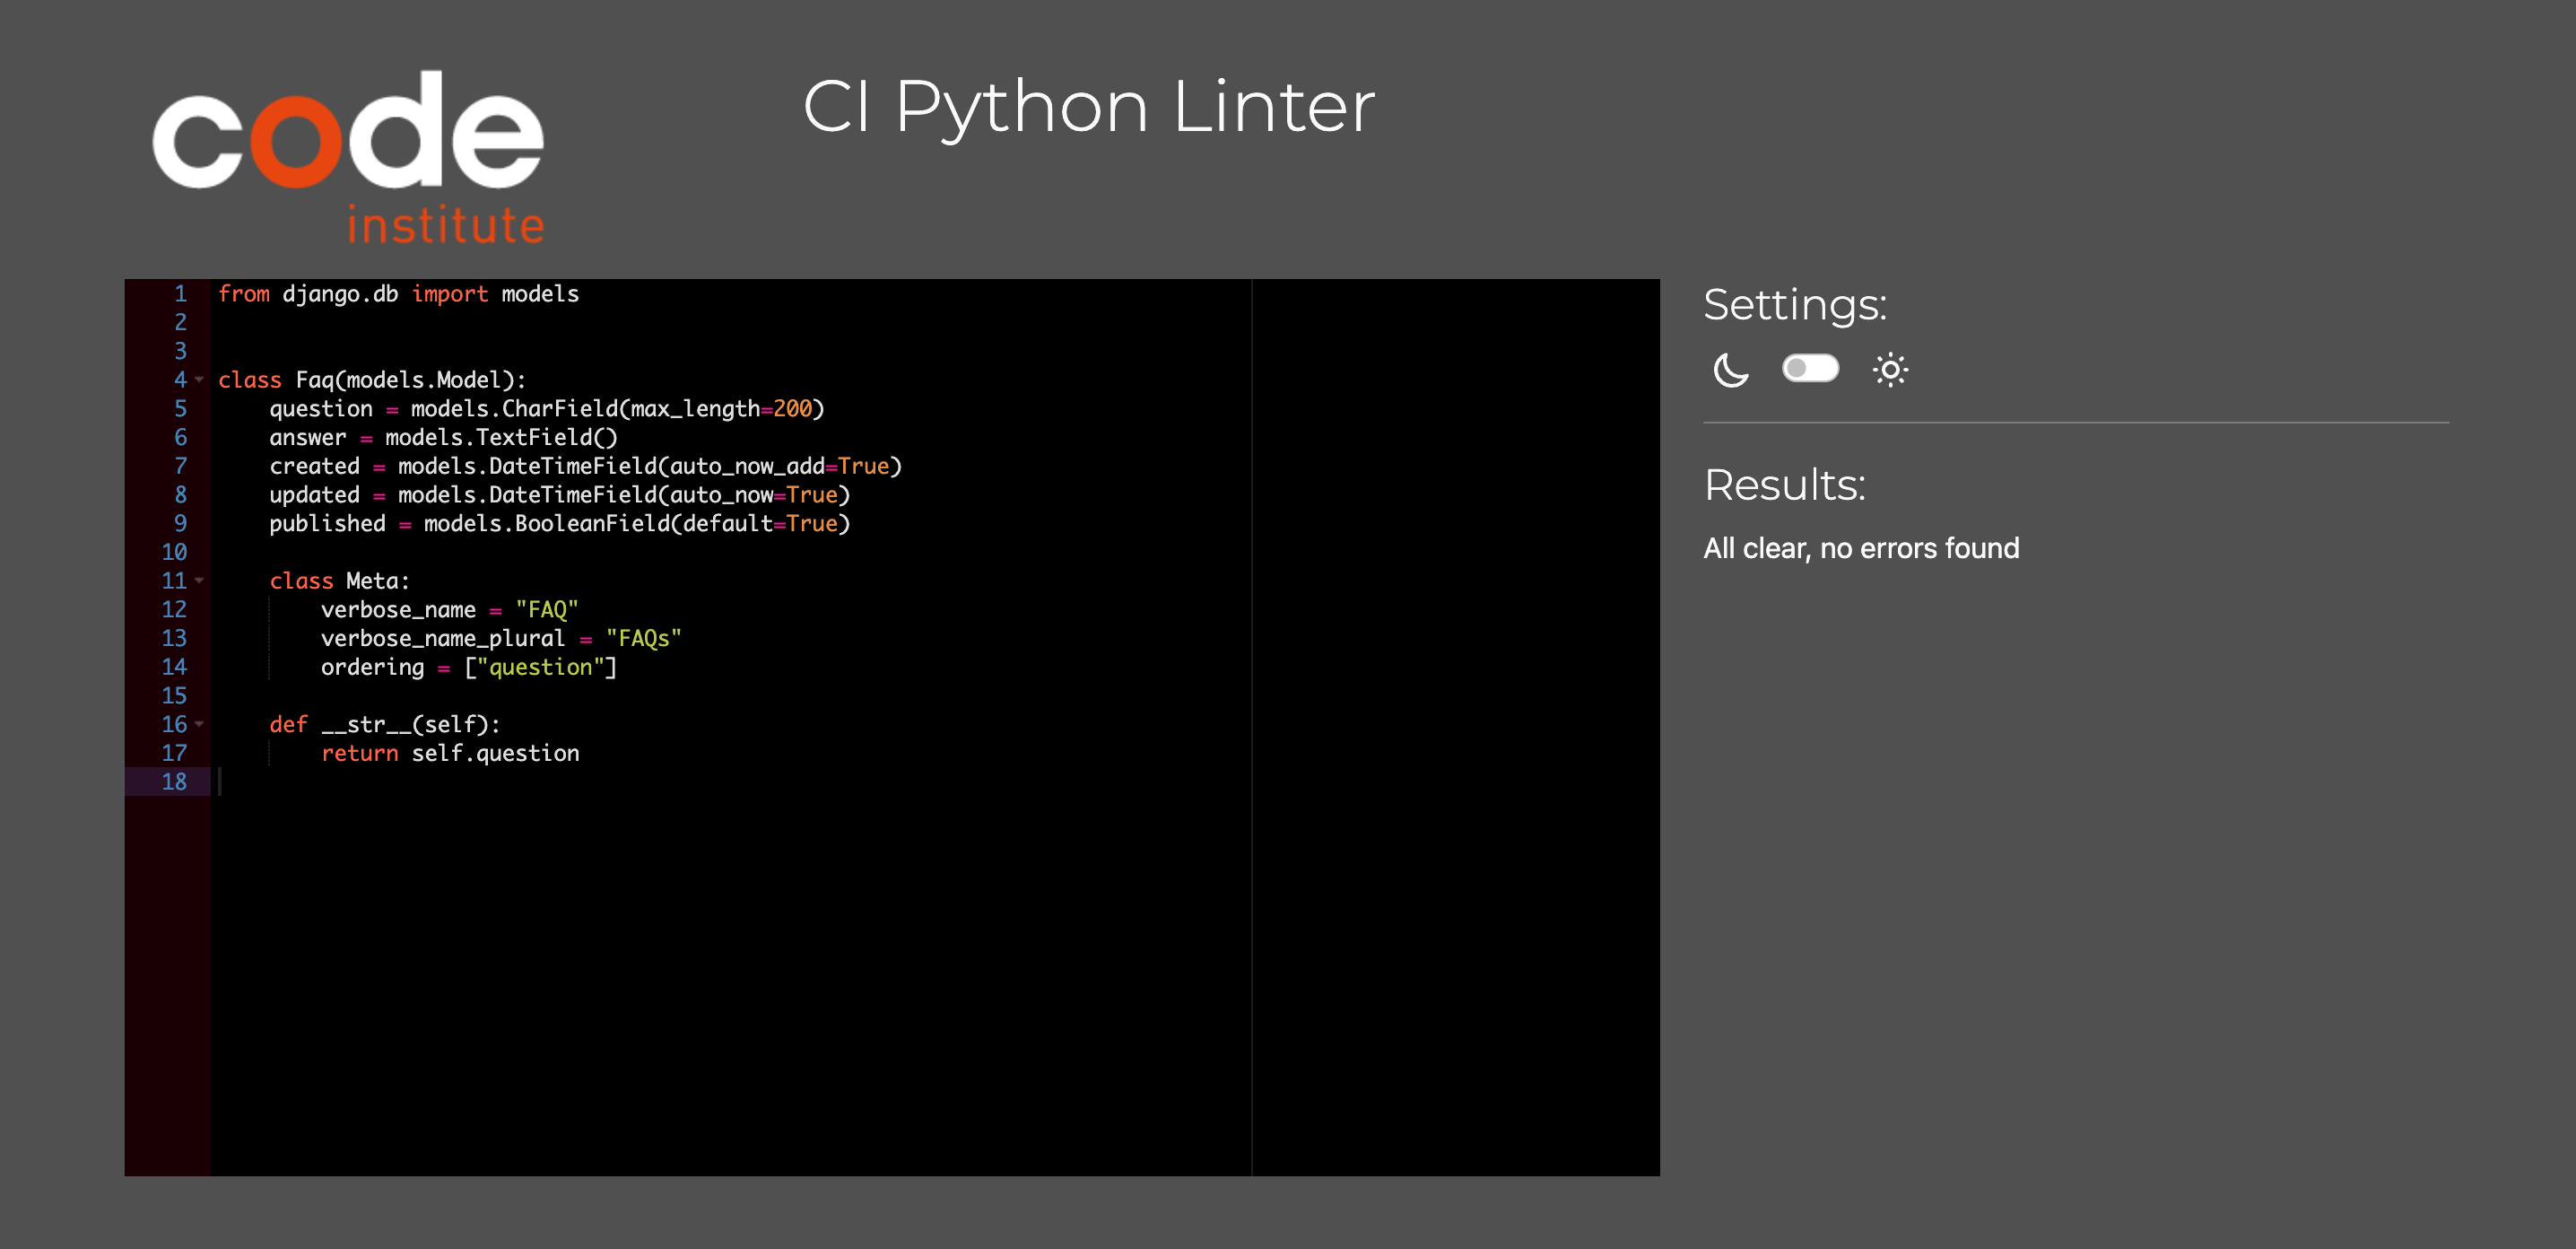 code
institute
CI Python Linter
1 from django.db import models
2
3
4 class Faq(models.Model):
5     question = models.CharField(max_length=200)
6     answer = models.TextField()
7     created = models.DateTimeField(auto_now_add=True)
8     updated = models.DateTimeField(auto_now=True)
9     published = models.BooleanField(default=True)
10
11     class Meta:
12         verbose_name = "FAQ"
13         verbose_name_plural = "FAQs"
14         ordering = ["question"]
15
16     def __str__(self):
17         return self.question
18
Settings:
Results:
All clear, no errors found